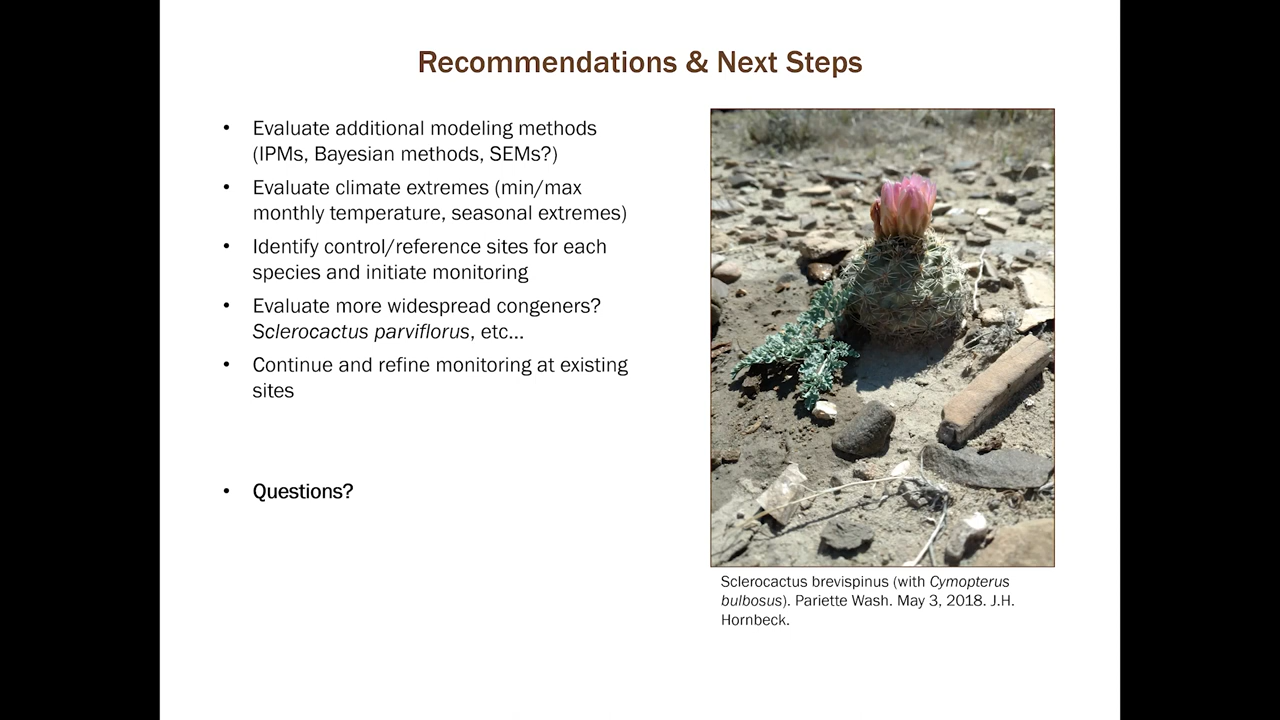 Recommendations & Next Steps
• Evaluate additional modeling methods
(IPMs, Bayesian methods, SEMs?)
• Evaluate climate extremes (min/max
monthly temperature, seasonal extremes)
• Identify control/reference sites for each
species and initiate monitoring
• Evaluate more widespread congeners?
Sclerocactus parviflorus, etc...
• Continue and refine monitoring at existing
sites
• Questions?
Sclerocactus brevispinus (with Cymopterus
bulbosus). Pariette Wash. May 3, 2018. J.H.
Hornbeck.